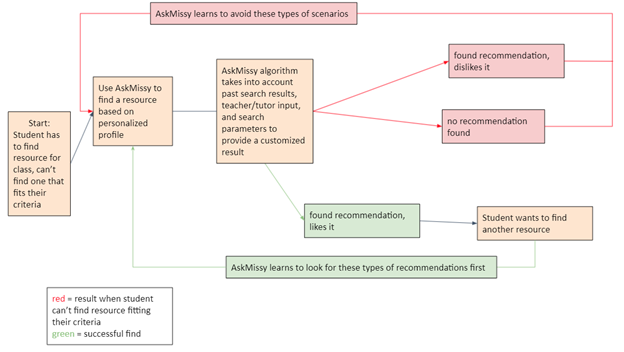 AskMissy learns to avoid these types of scenarios
Start:
Student has
to find
resource for
class, can't
find one that
fits their
criteria
Use AskMissy to
find a resource
based on
personalized
profile
AskMissy algorithm
takes into account
past search results,
teacher/tutor input,
and search
parameters to
provide a customized
result
found recommendation,
dislikes it
no recommendation
found
found recommendation,
likes it
Student wants to find
another resource
AskMissy learns to look for these types of recommendations first
red = result when student
can't find resource fitting
their criteria
green = successful find